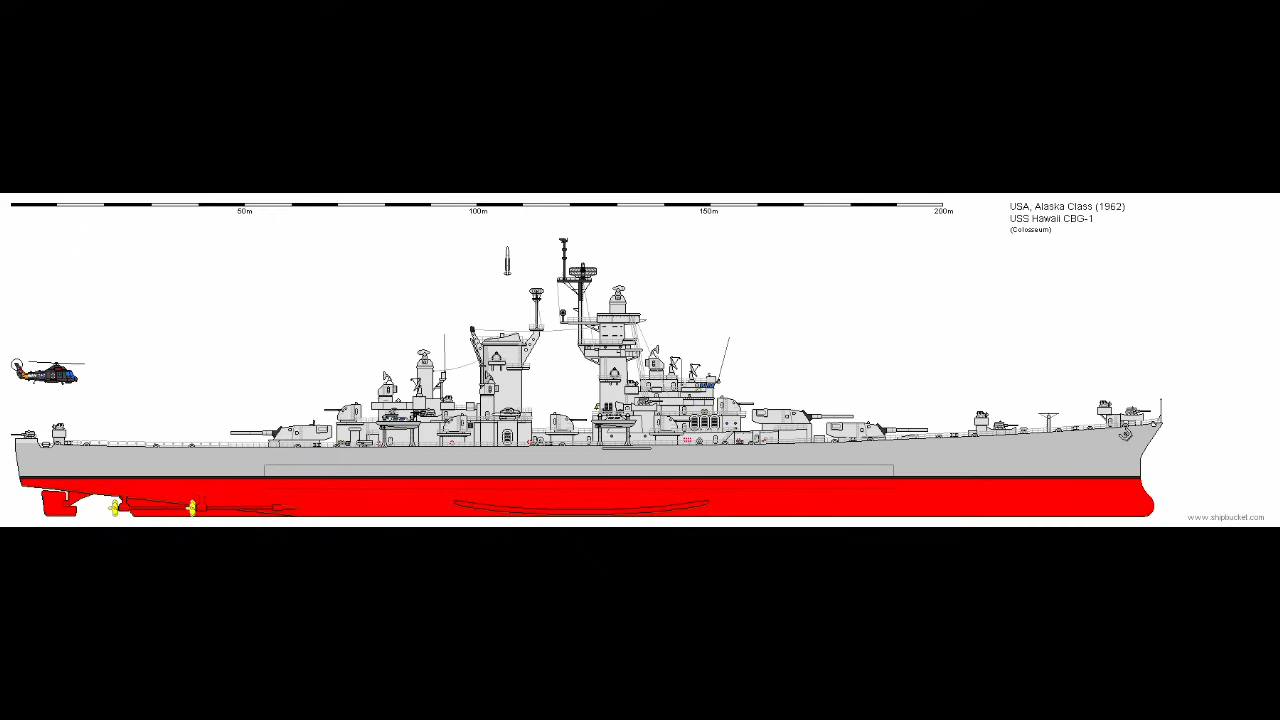 50m 100m 150m 200m
USA, Alaska Class (1962)
USS Hawaii CBG-1
(Colosseum)
www.shipbucket.com